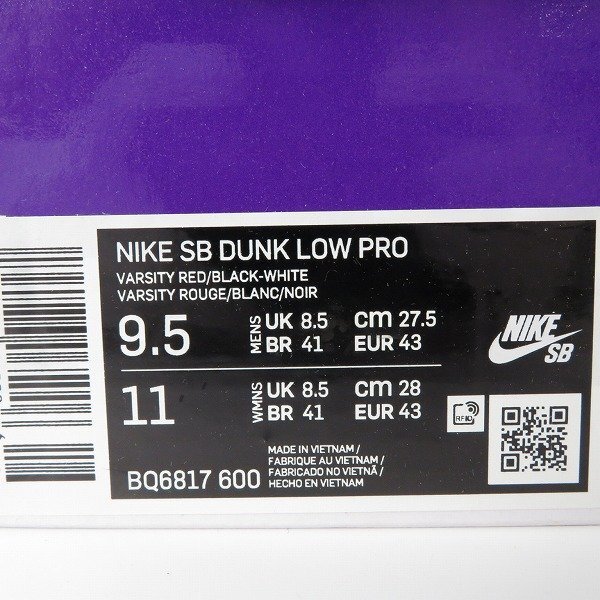 NIKE SB DUNK LOW PRO
VARSITY RED/BLACK-WHITE
VARSITY ROUGE/BLANC/NOIR
9.5 MENS UK 8.5 cm 27.5
BR 41 EUR 43
11 WMNS UK 8.5 cm 28
BR 41 EUR 43
NIKE
SB
RFID
BQ6817 600
MADE IN VIETNAM /
FABRIQUE AU VIETNAM /
FABRICADO NO VIETNÃ /
HECHO EN VIETNAM